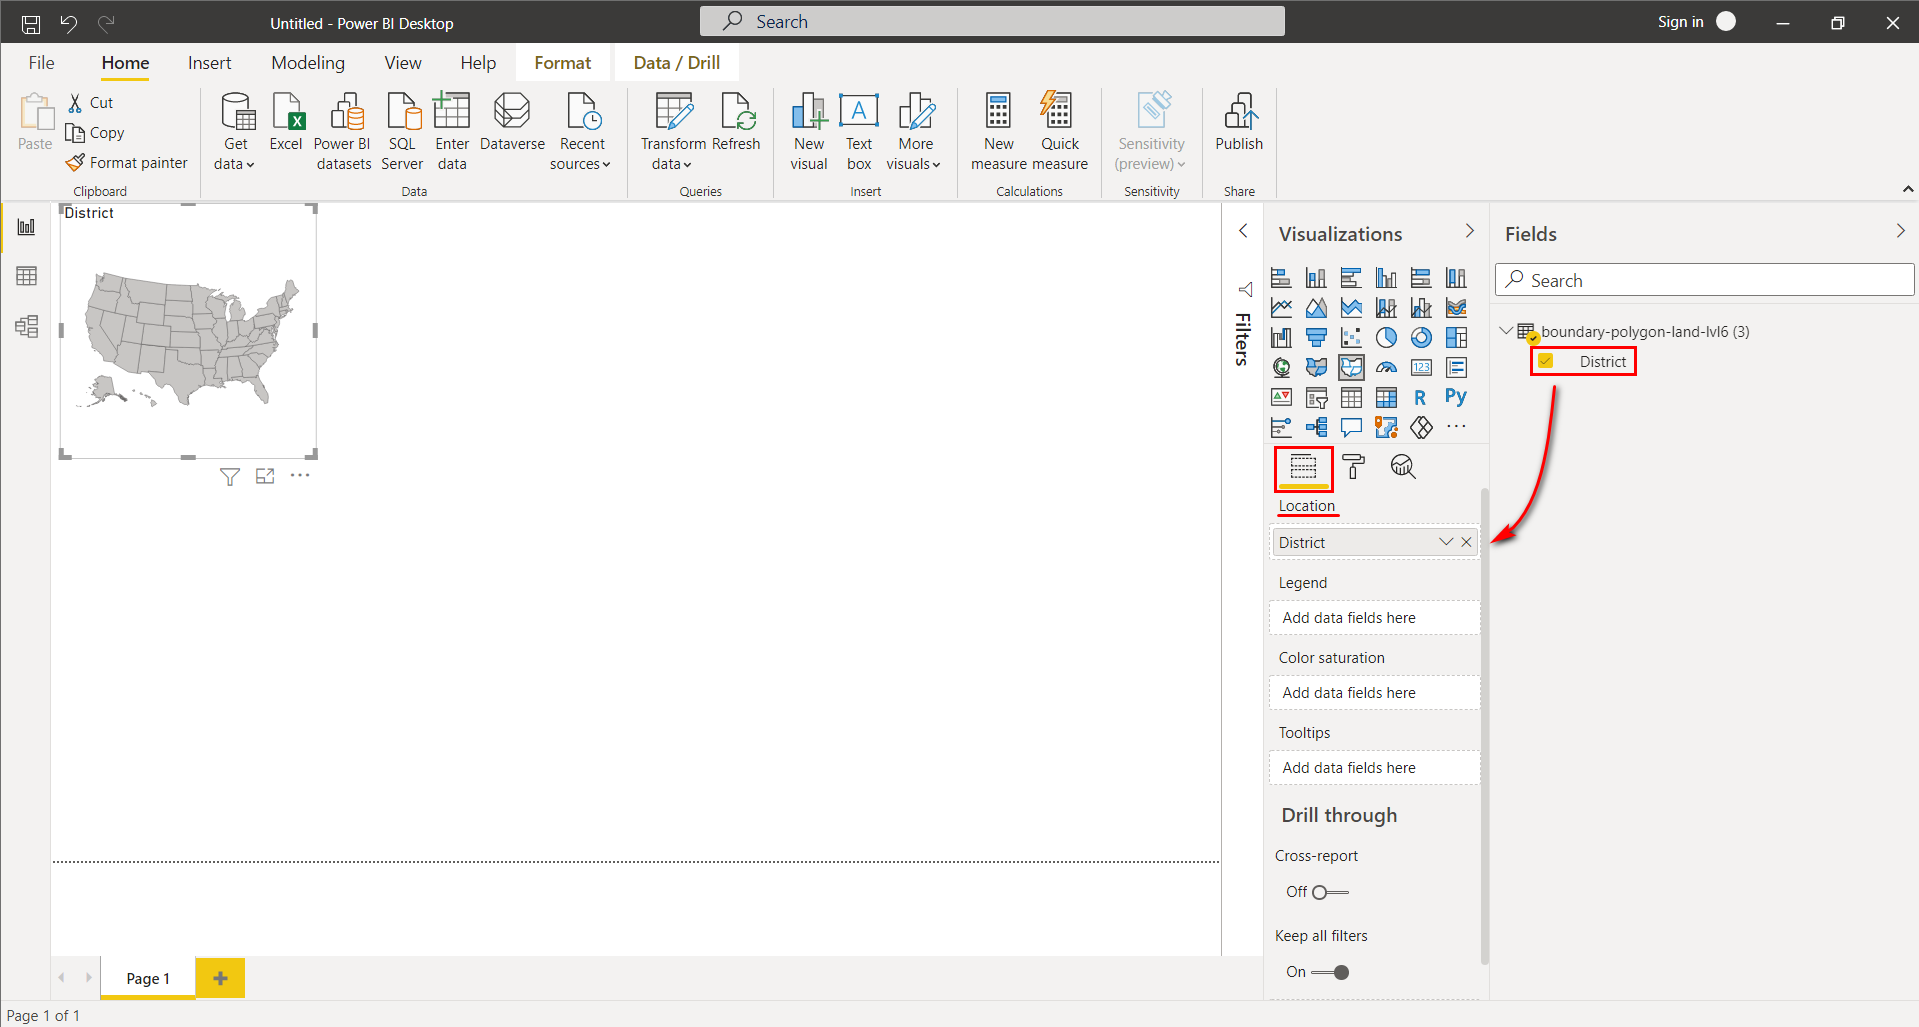 Untitled - Power BI Desktop
Search
Sign in
File Home Insert Modeling View Help Format Data / Drill
Paste
Cut
Copy
Format painter
Clipboard
Get data
Excel
Power BI datasets
SQL Server
Enter data
Dataverse
Recent sources
Data
Transform data
Refresh
Queries
New visual
A
Text box
More visuals
Insert
New measure
Quick measure
Calculations
Sensitivity (preview)
Sensitivity
Publish
Share
District
Filters
Visualizations
123
R
Py
Location
District
Legend
Add data fields here
Color saturation
Add data fields here
Tooltips
Add data fields here
Drill through
Cross-report
Off
Keep all filters
On
Fields
Search
boundary-polygon-land-lvl6 (3)
District
Page 1
Page 1 of 1